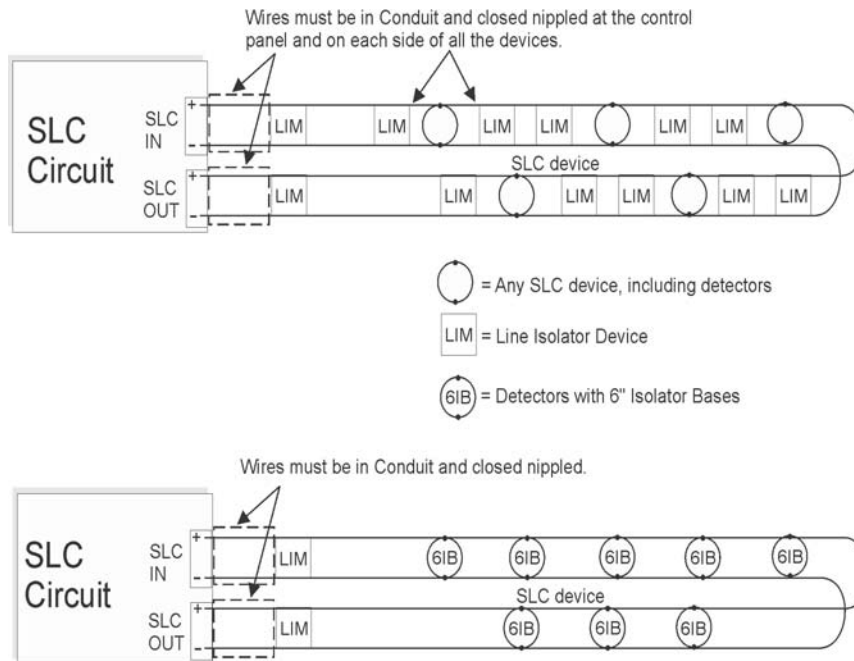 Wires must be in Conduit and closed nippled at the control
panel and on each side of all the devices.
SLC
Circuit
+
SLC
IN
-
LIM
LIM
LIM
LIM
LIM
LIM
SLC device
+
SLC
OUT
-
LIM
LIM
LIM
LIM
LIM
LIM
= Any SLC device, including detectors
LIM = Line Isolator Device
6IB = Detectors with 6" Isolator Bases
Wires must be in Conduit and closed nippled.
SLC
Circuit
+
SLC
IN
-
LIM
6IB
6IB
6IB
6IB
6IB
SLC device
+
SLC
OUT
-
LIM
6IB
6IB
6IB